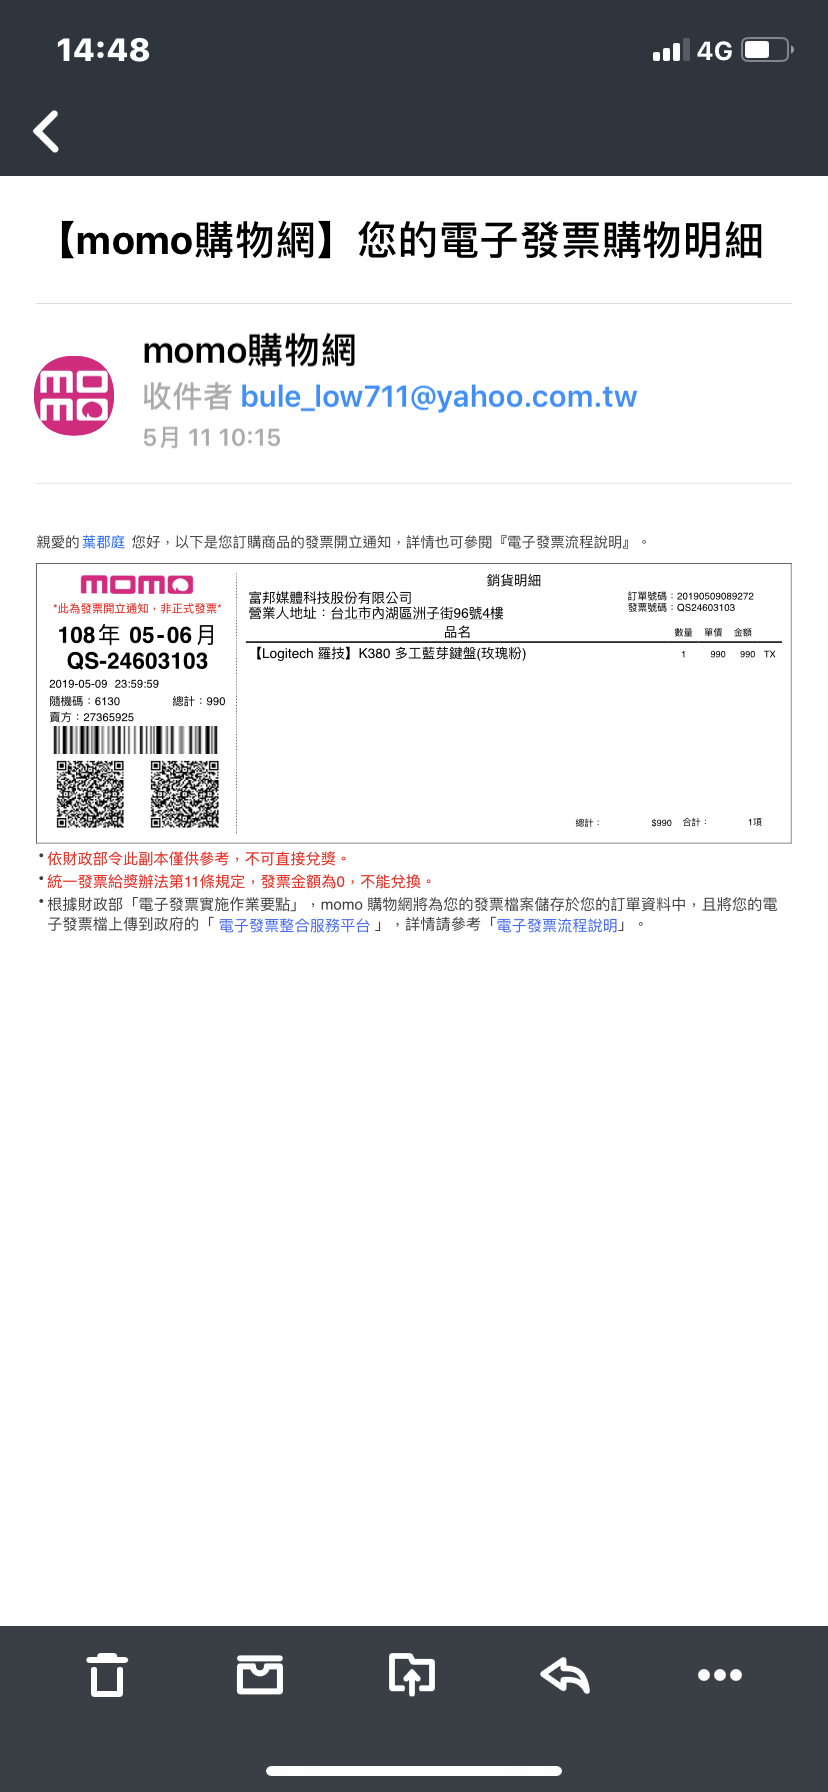 14:48
4G
【momo購物網】您的電子發票購物明細
momo購物網
收件者 bule_low711@yahoo.com.tw
5月 11 10:15
親愛的 葉郡庭 您好，以下是您訂購商品的發票開立通知，詳情也可參閱『電子發票流程說明』。
momo
*此為發票開立通知，非正式發票*
108年 05-06月
QS-24603103
2019-05-09 23:59:59
隨機碼：6130 總計：990
賣方：27365925
銷貨明細
富邦媒體科技股份有限公司
營業人地址：台北市內湖區洲子街96號4樓
訂單號碼：20190509089272
發票號碼：QS24603103
品名 數量 單價 金額
【Logitech 羅技】K380 多工藍芽鍵盤(玫瑰粉) 1 990 990 TX
總計： $990 合計： 1項
•依財政部令此副本僅供參考，不可直接兌獎。
•統一發票給獎辦法第11條規定，發票金額為0，不能兌換。
•根據財政部「電子發票實施作業要點」，momo 購物網將為您的發票檔案儲存於您的訂單資料中，且將您的電
子發票檔上傳到政府的「 電子發票整合服務平台 」，詳情請參考「電子發票流程說明」。